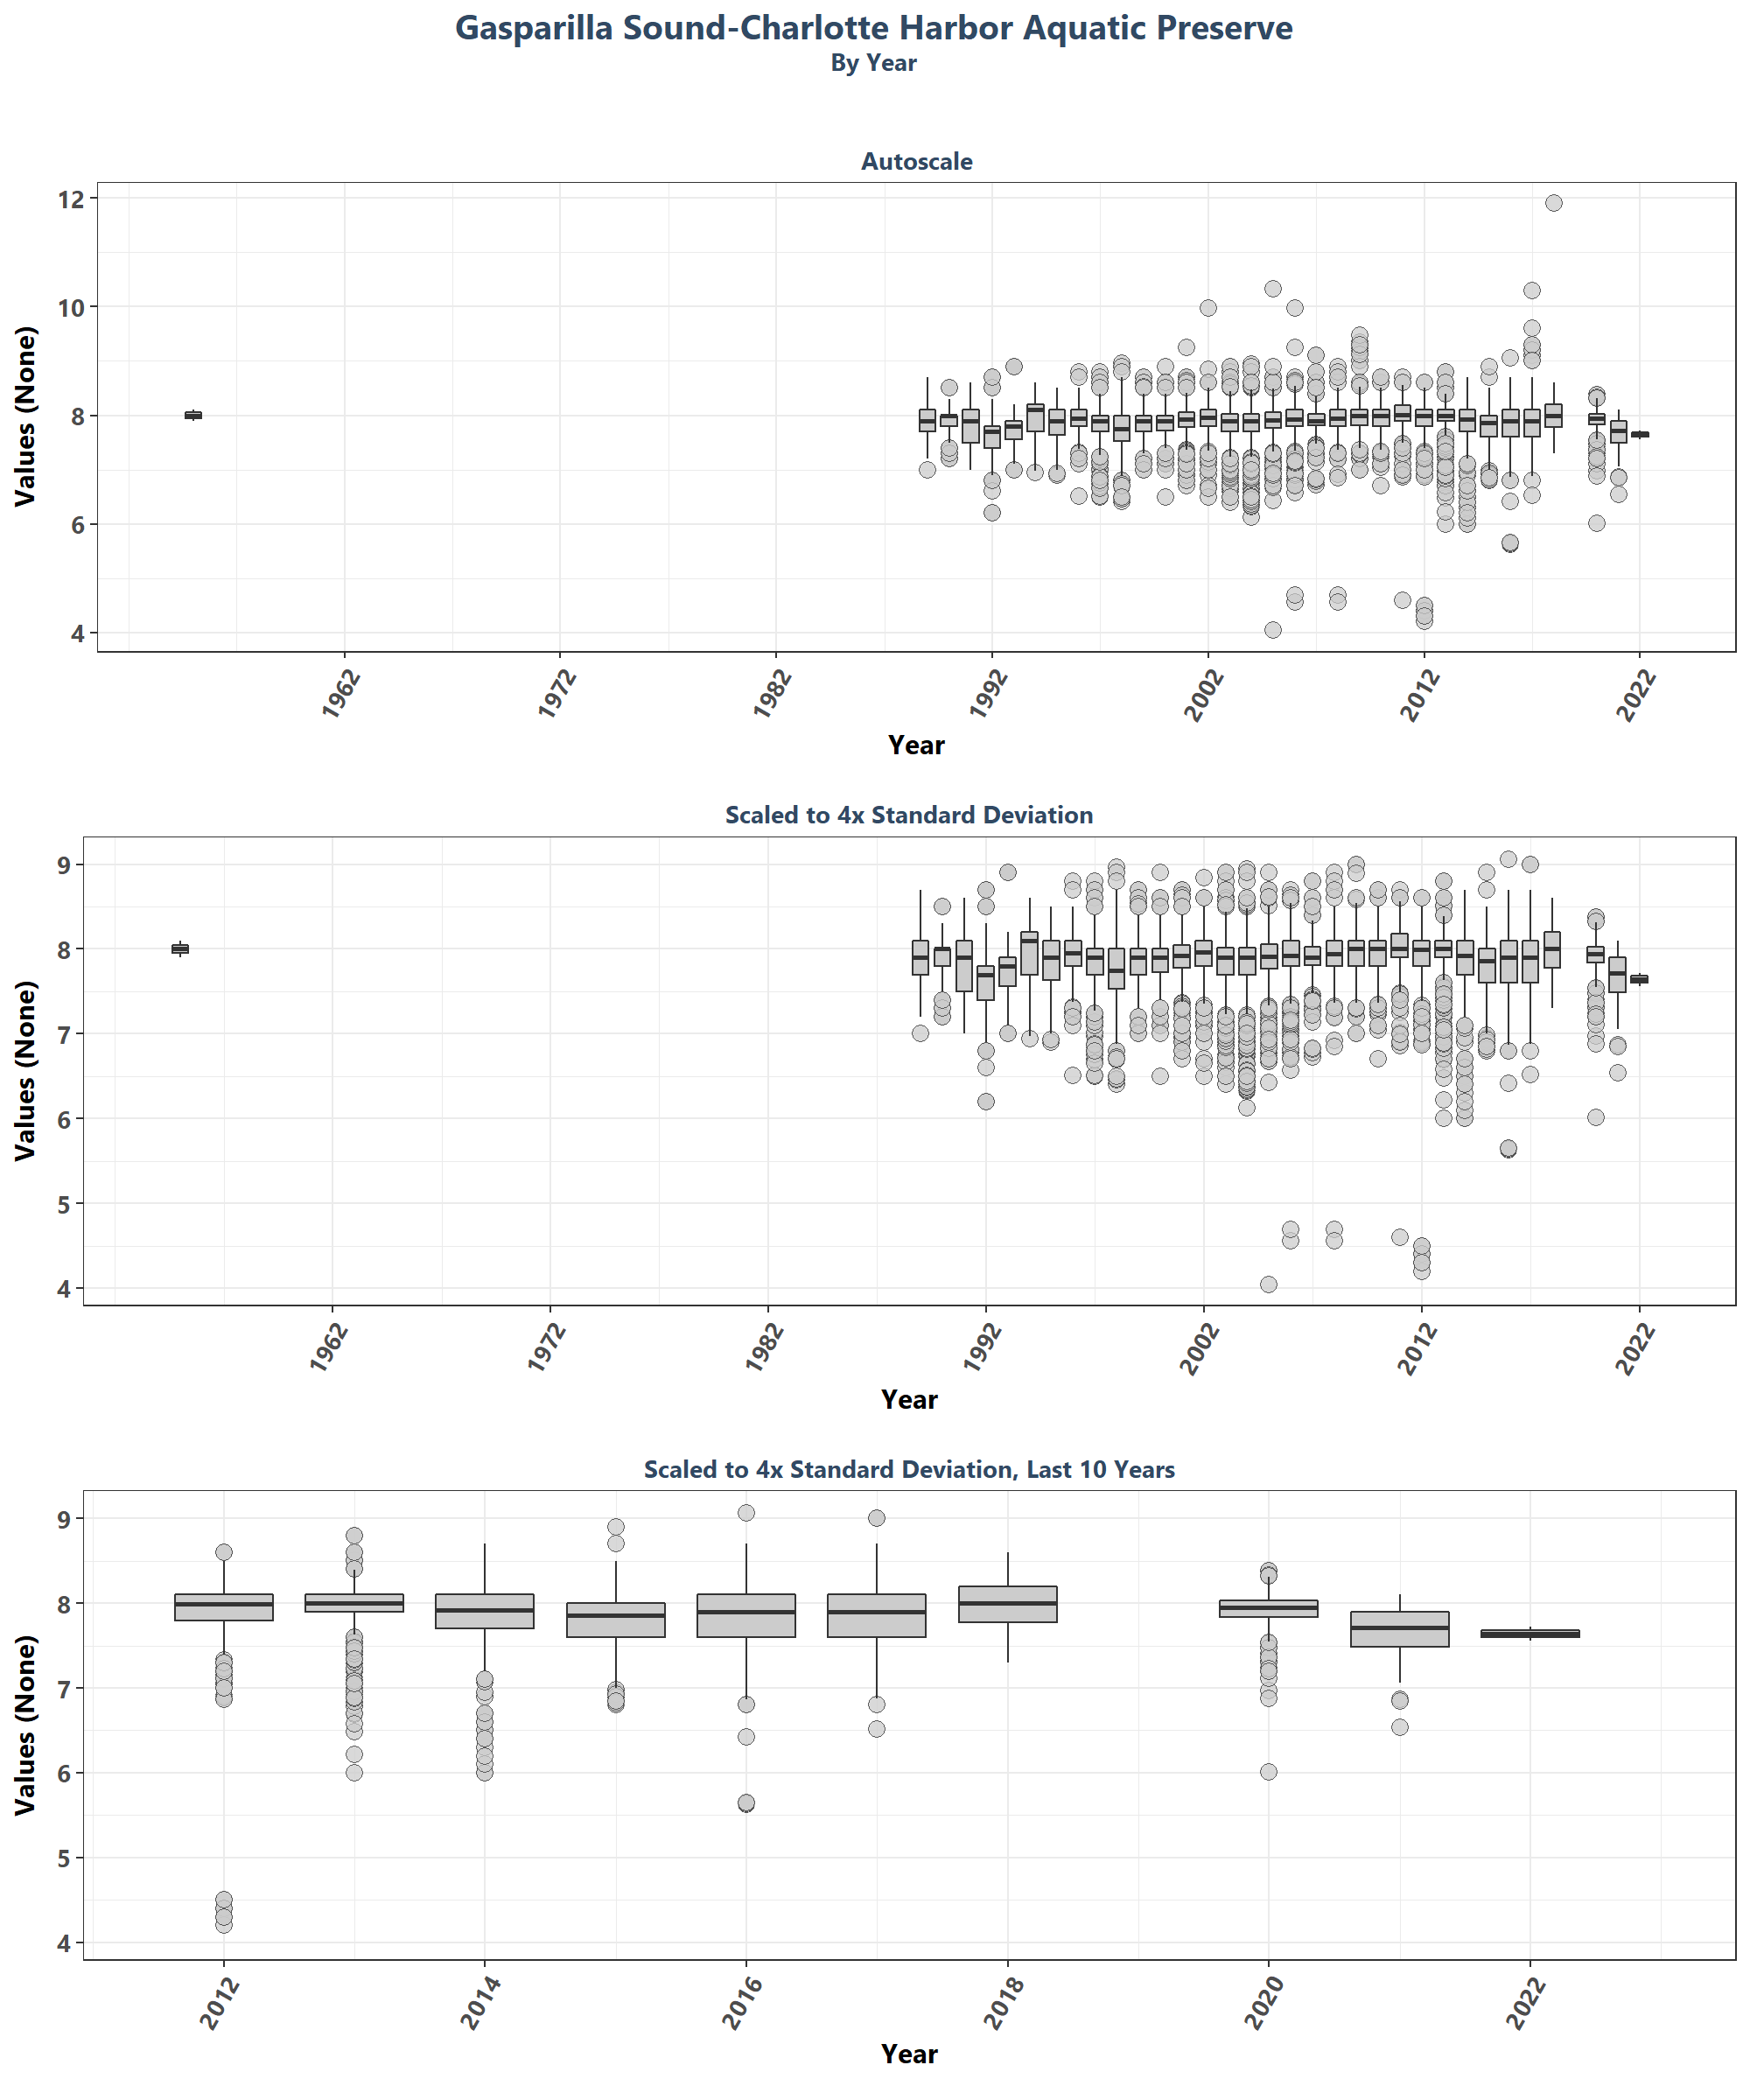 Gasparilla Sound-Charlotte Harbor Aquatic Preserve
By Year
Autoscale
Values (None)
12
10
8
6
4
1962 1972 1982 1992 2002 2012 2022
Year
Scaled to 4x Standard Deviation
Values (None)
9
8
7
6
5
4
1962 1972 1982 1992 2002 2012 2022
Year
Scaled to 4x Standard Deviation, Last 10 Years
Values (None)
9
8
7
6
5
4
2012 2014 2016 2018 2020 2022
Year